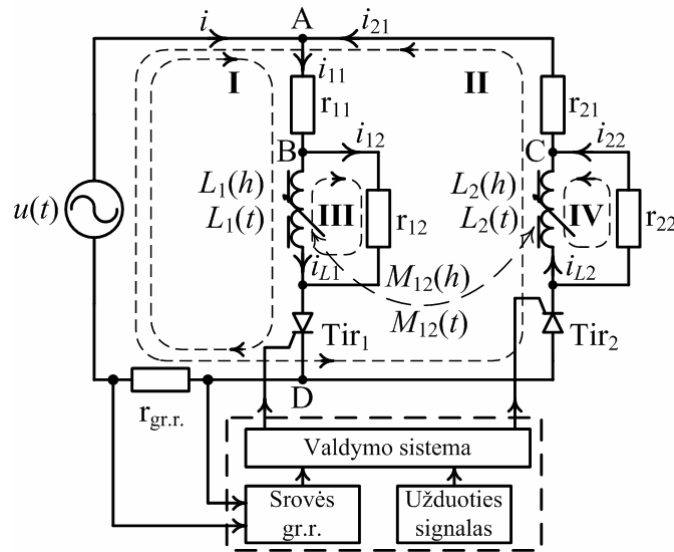 i A i21
I i11 II
r11 r21
B i12 C i22
L1(h) L2(h)
u(t) L1(t) III r12 L2(t) IV r22
iL1 M12(h) iL2
M12(t)
Tir1 Tir2
D
rgr.r.
Valdymo sistema
Srovės Užduoties
gr.r. signalas